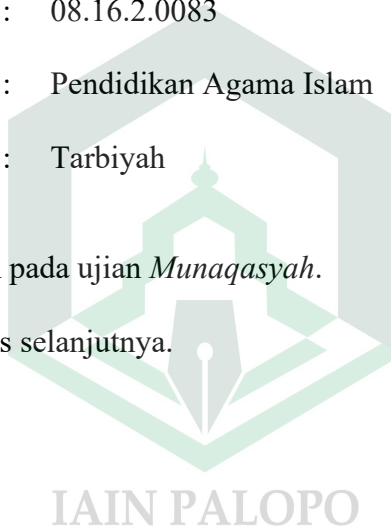 : 08.16.2.0083
: Pendidikan Agama Islam
: Tarbiyah
pada ujian Munaqasyah.
s selanjutnya.
IAIN PALOPO